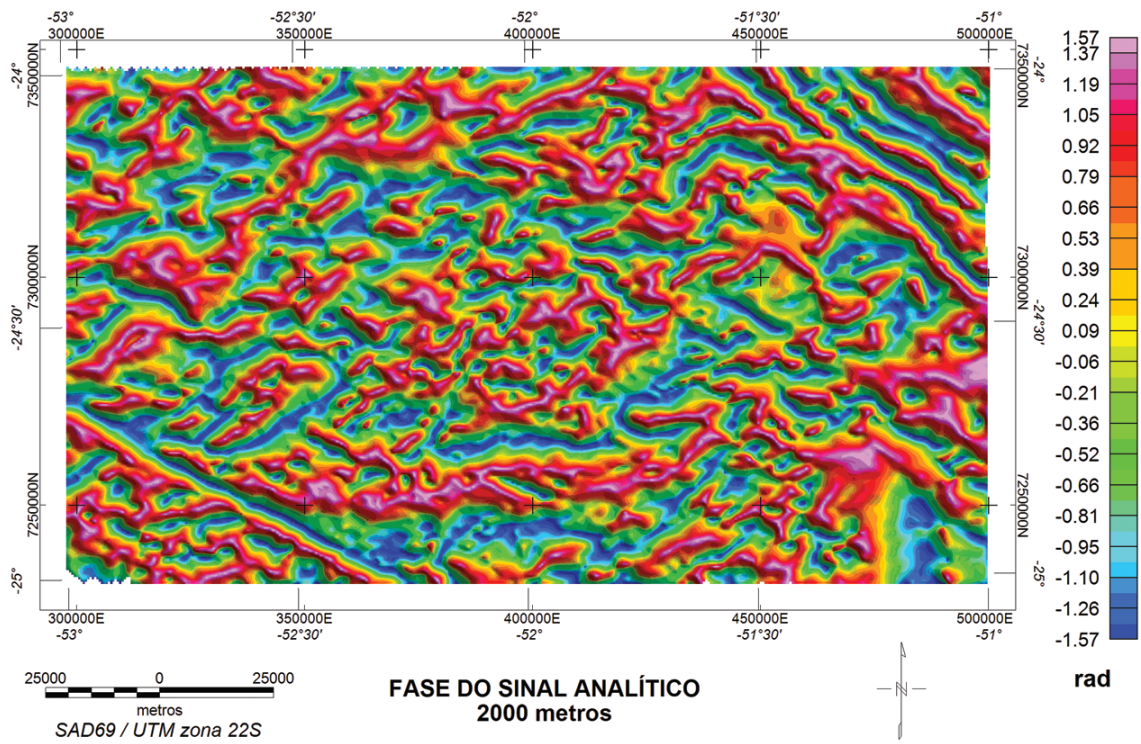 -53° -52°30' -52 -51°30' -51°
300000E 350000E 400000E 450000E 500000E
-24° 7350000N
7350000N -24°
7300000N
7300000N
-24°30'
-24°30'
7250000N
7250000N
-25°
-25°
300000E 350000E 400000E 450000E 500000E
-53° -52°30' -52 -51°30' -51°
1.57
1.37
1.19
1.05
0.92
0.79
0.66
0.53
0.39
0.24
0.09
-0.06
-0.21
-0.36
-0.52
-0.66
-0.81
-0.95
-1.10
-1.26
-1.57
rad
25000 0 25000
metros
SAD69 / UTM zona 22S
FASE DO SINAL ANALÍTICO
2000 metros
N